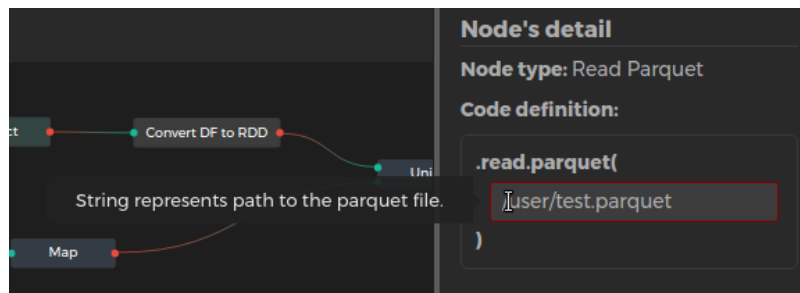 Node's detail
Node type: Read Parquet
Code definition:
ct
Convert DF to RDD
Uni
.read.parquet(
String represents path to the parquet file.
/user/test.parquet
)
Map